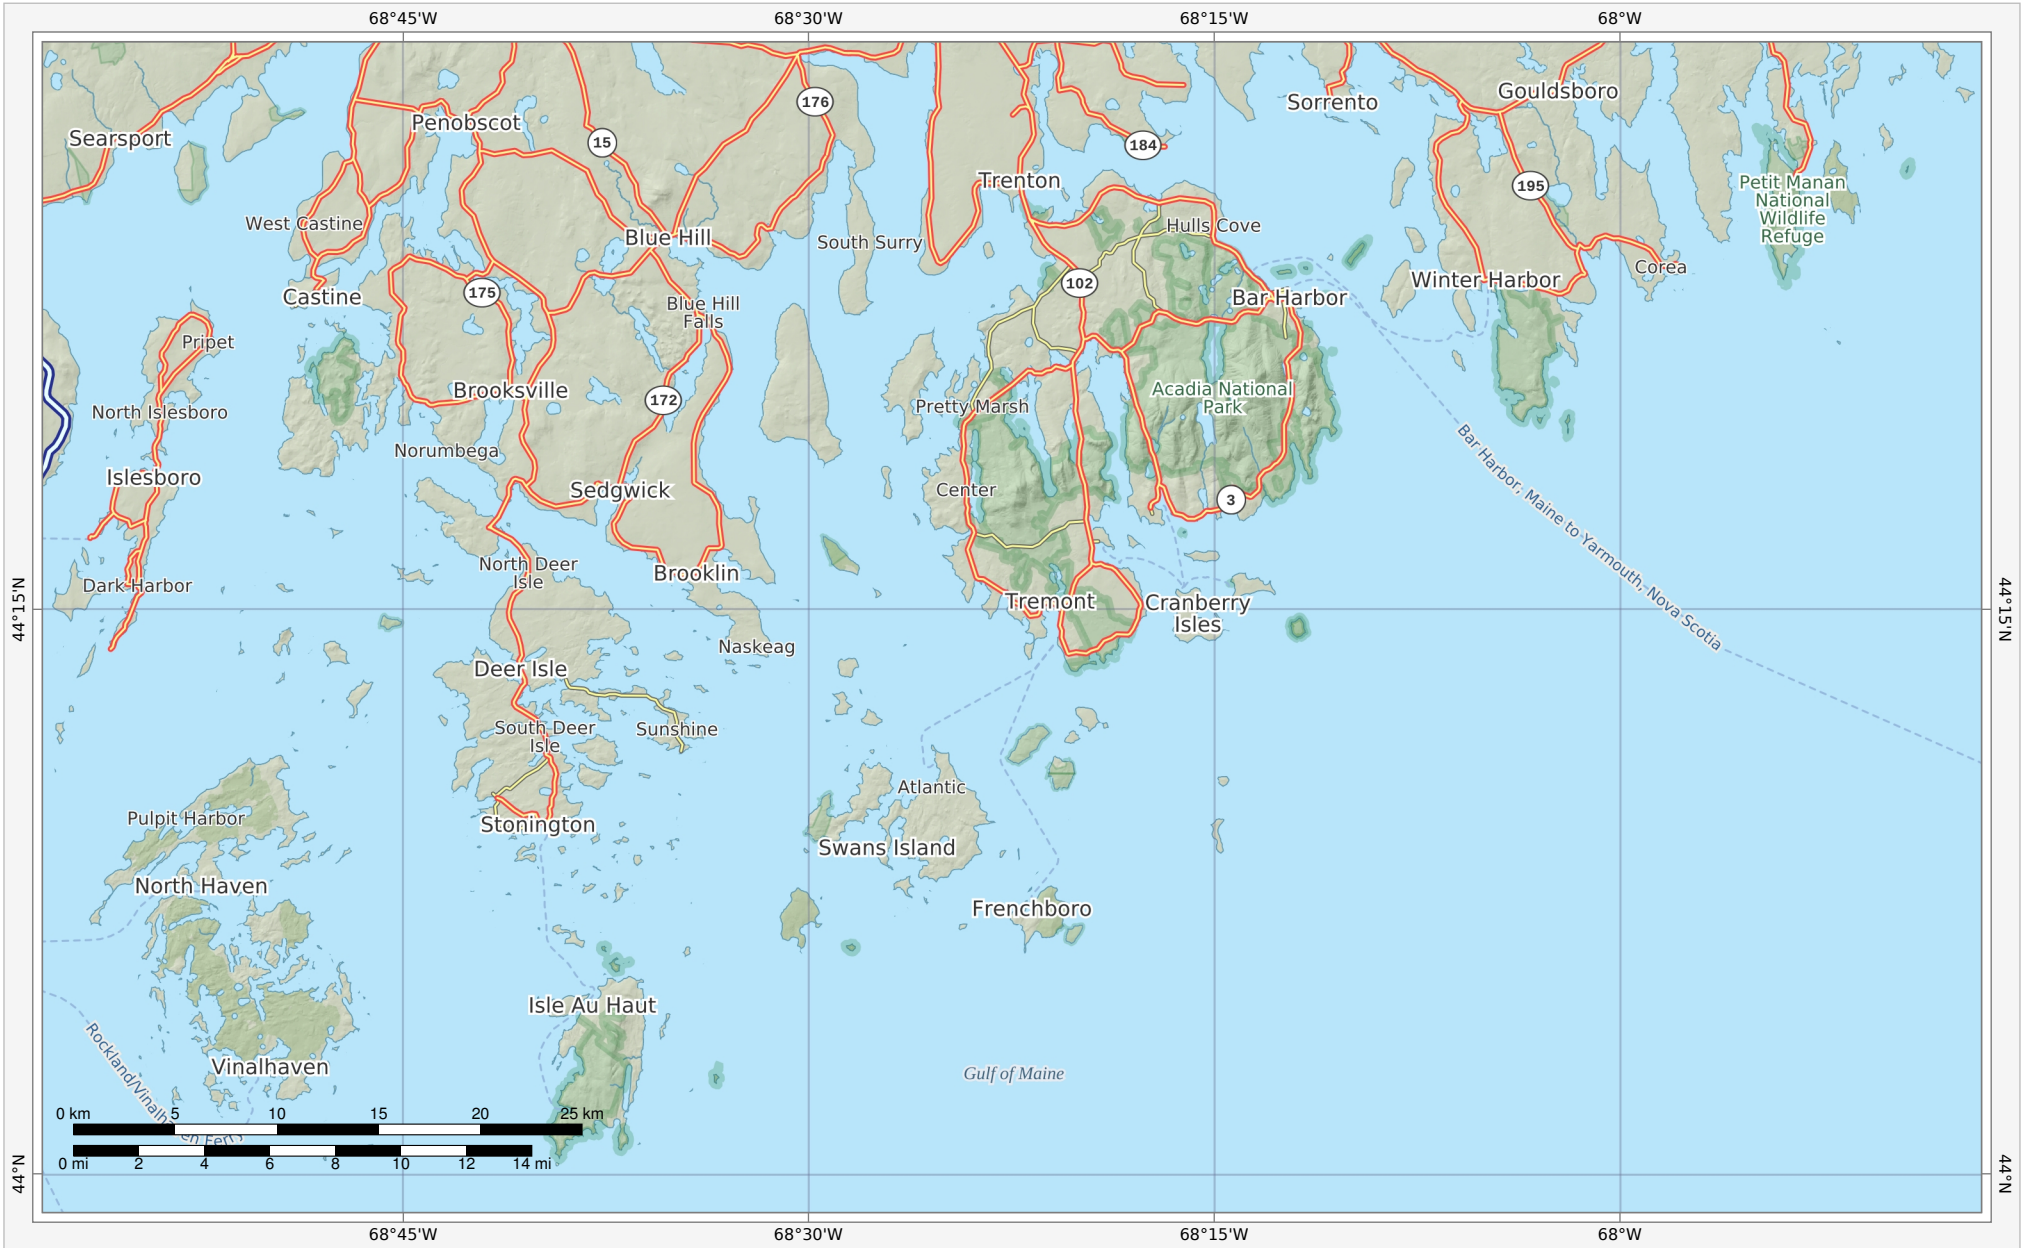 68°45'W
68°30'W
68°15'W
68°W
Gouldsboro
Sorrento
176
Penobscot
Searsport
15
184
Trenton
Petit Manan
National
Wildlife
Refuge
195
West Castine
Hulls Cove
Blue Hill
South Surry
Corea
Winter Harbor
102
175
Castine
Bar Harbor
Blue Hill
Falls
Pripet
Brooksville
Acadia National
Park
172
Pretty Marsh
North Islesboro
Norumbega
Bar Harbor, Maine to Yarmouth, Nova Scotia
Islesboro
Sedgwick
Center
3
North Deer
Isle
Brooklin
Dark Harbor
44°15'N
Tremont
Cranberry
Isles
44°15'N
Naskeag
Deer Isle
South Deer
Isle
Sunshine
Atlantic
Pulpit Harbor
Stonington
Swans Island
North Haven
Frenchboro
Isle Au Haut
Vinalhaven
Gulf of Maine
Rockland/Vinalhaven Ferry
0 km
5
10
15
20
25 km
0 mi
2
4
6
8
10
12
14 mi
44°N
44°N
68°45'W
68°30'W
68°15'W
68°W